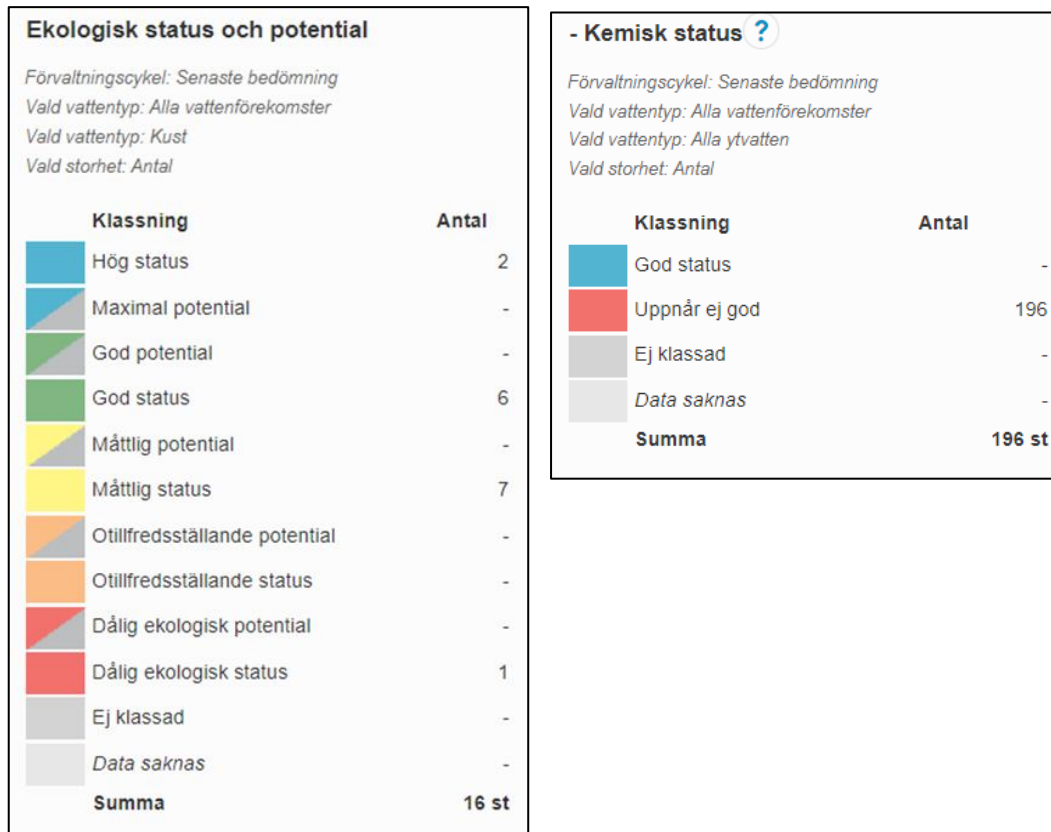 Ekologisk status och potential
Förvaltningscykel: Senaste bedömning
Vald vattentyp: Alla vattenförekomster
Vald vattentyp: Kust
Vald storhet: Antal
Klassning Antal
Hög status 2
Maximal potential -
God potential -
God status 6
Måttlig potential -
Måttlig status 7
Otillfredsställande potential -
Otillfredsställande status -
Dålig ekologisk potential -
Dålig ekologisk status 1
Ej klassad -
Data saknas -
Summa 16 st
- Kemisk status ?
Förvaltningscykel: Senaste bedömning
Vald vattentyp: Alla vattenförekomster
Vald vattentyp: Alla ytvatten
Vald storhet: Antal
Klassning Antal
God status -
Uppnår ej god 196
Ej klassad -
Data saknas -
Summa 196 st